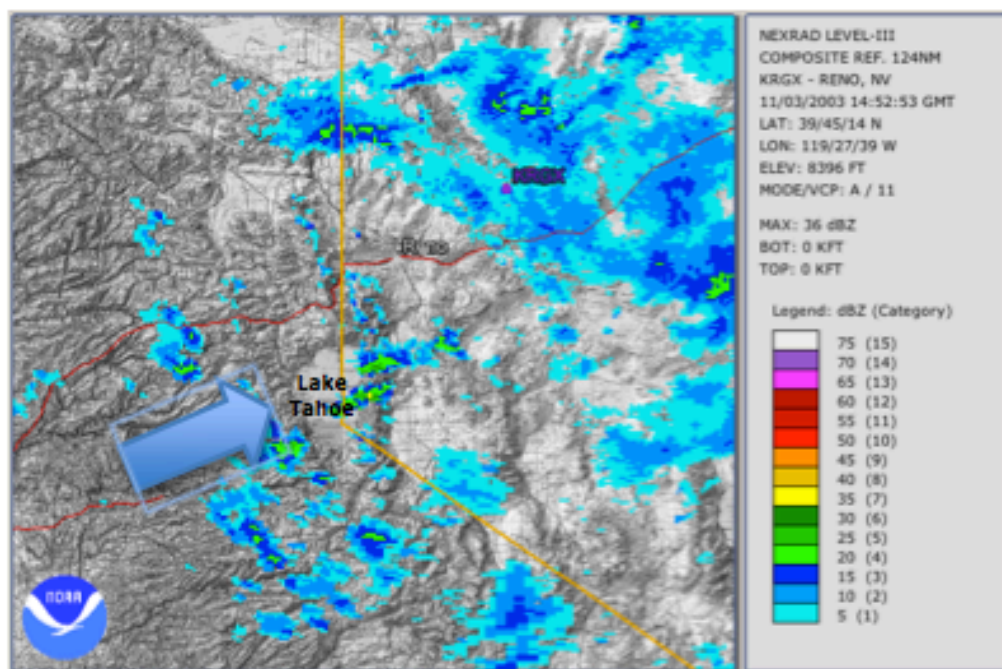 NEXRAD LEVEL-III
COMPOSITE REF. 124NM
KRGX - RENO, NV
11/03/2003 14:52:53 GMT
LAT: 39/45/14 N
LON: 119/27/39 W
ELEV: 8396 FT
MODE/VCP: A / 11
MAX: 36 dBZ
BOT: 0 KFT
TOP: 0 KFT
Legend: dBZ (Category)
75 (15)
70 (14)
65 (13)
60 (12)
55 (11)
50 (10)
45 (9)
40 (8)
35 (7)
30 (6)
25 (5)
20 (4)
15 (3)
10 (2)
5 (1)
KRGX
Reno
Lake
Tahoe
NOAA